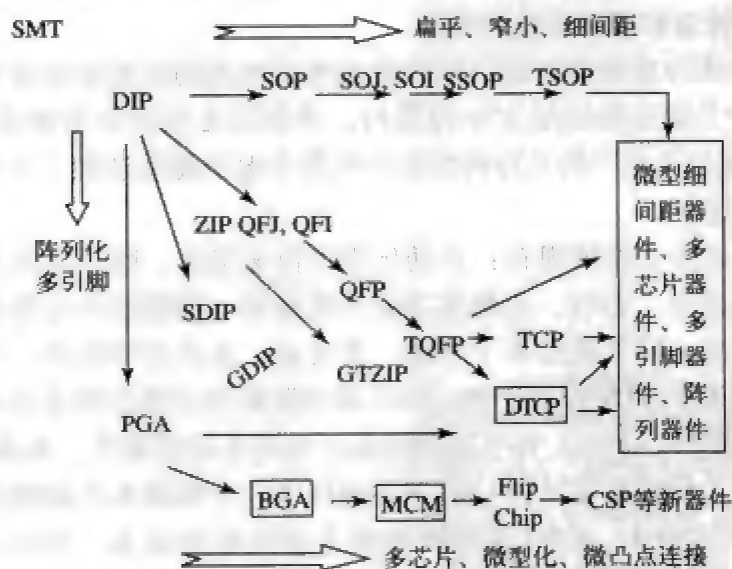 SMT
扁平、窄小、细间距
SOP
SOJ, SOI
SSOP
TSOP
DIP
微型细
间距器
件、多
芯片器
件、多
引脚器
件、阵
列器件
阵列化
多引脚
ZIP QFJ, QFI
QFP
SDIP
TQFP
TCP
GDIP
GTZIP
DTCP
PGA
BGA
MCM
Flip
Chip
CSP等新器件
多芯片、微型化、微凸点连接